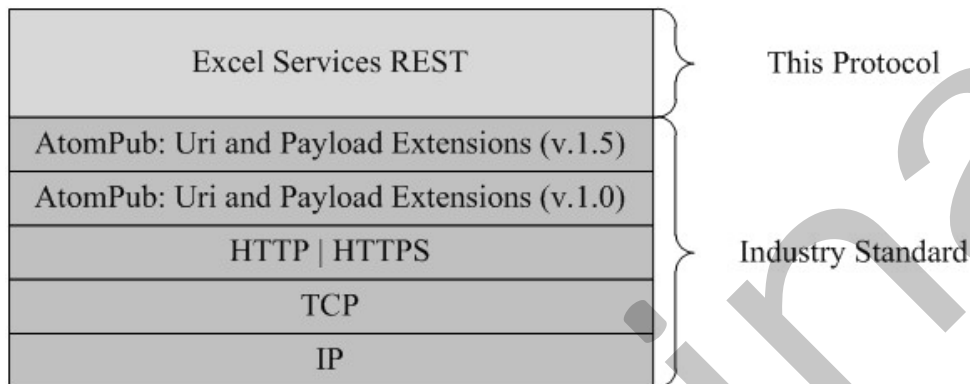 Excel Services REST
This Protocol
AtomPub: Uri and Payload Extensions (v.1.5)
AtomPub: Uri and Payload Extensions (v.1.0)
HTTP | HTTPS
Industry Standard
TCP
IP